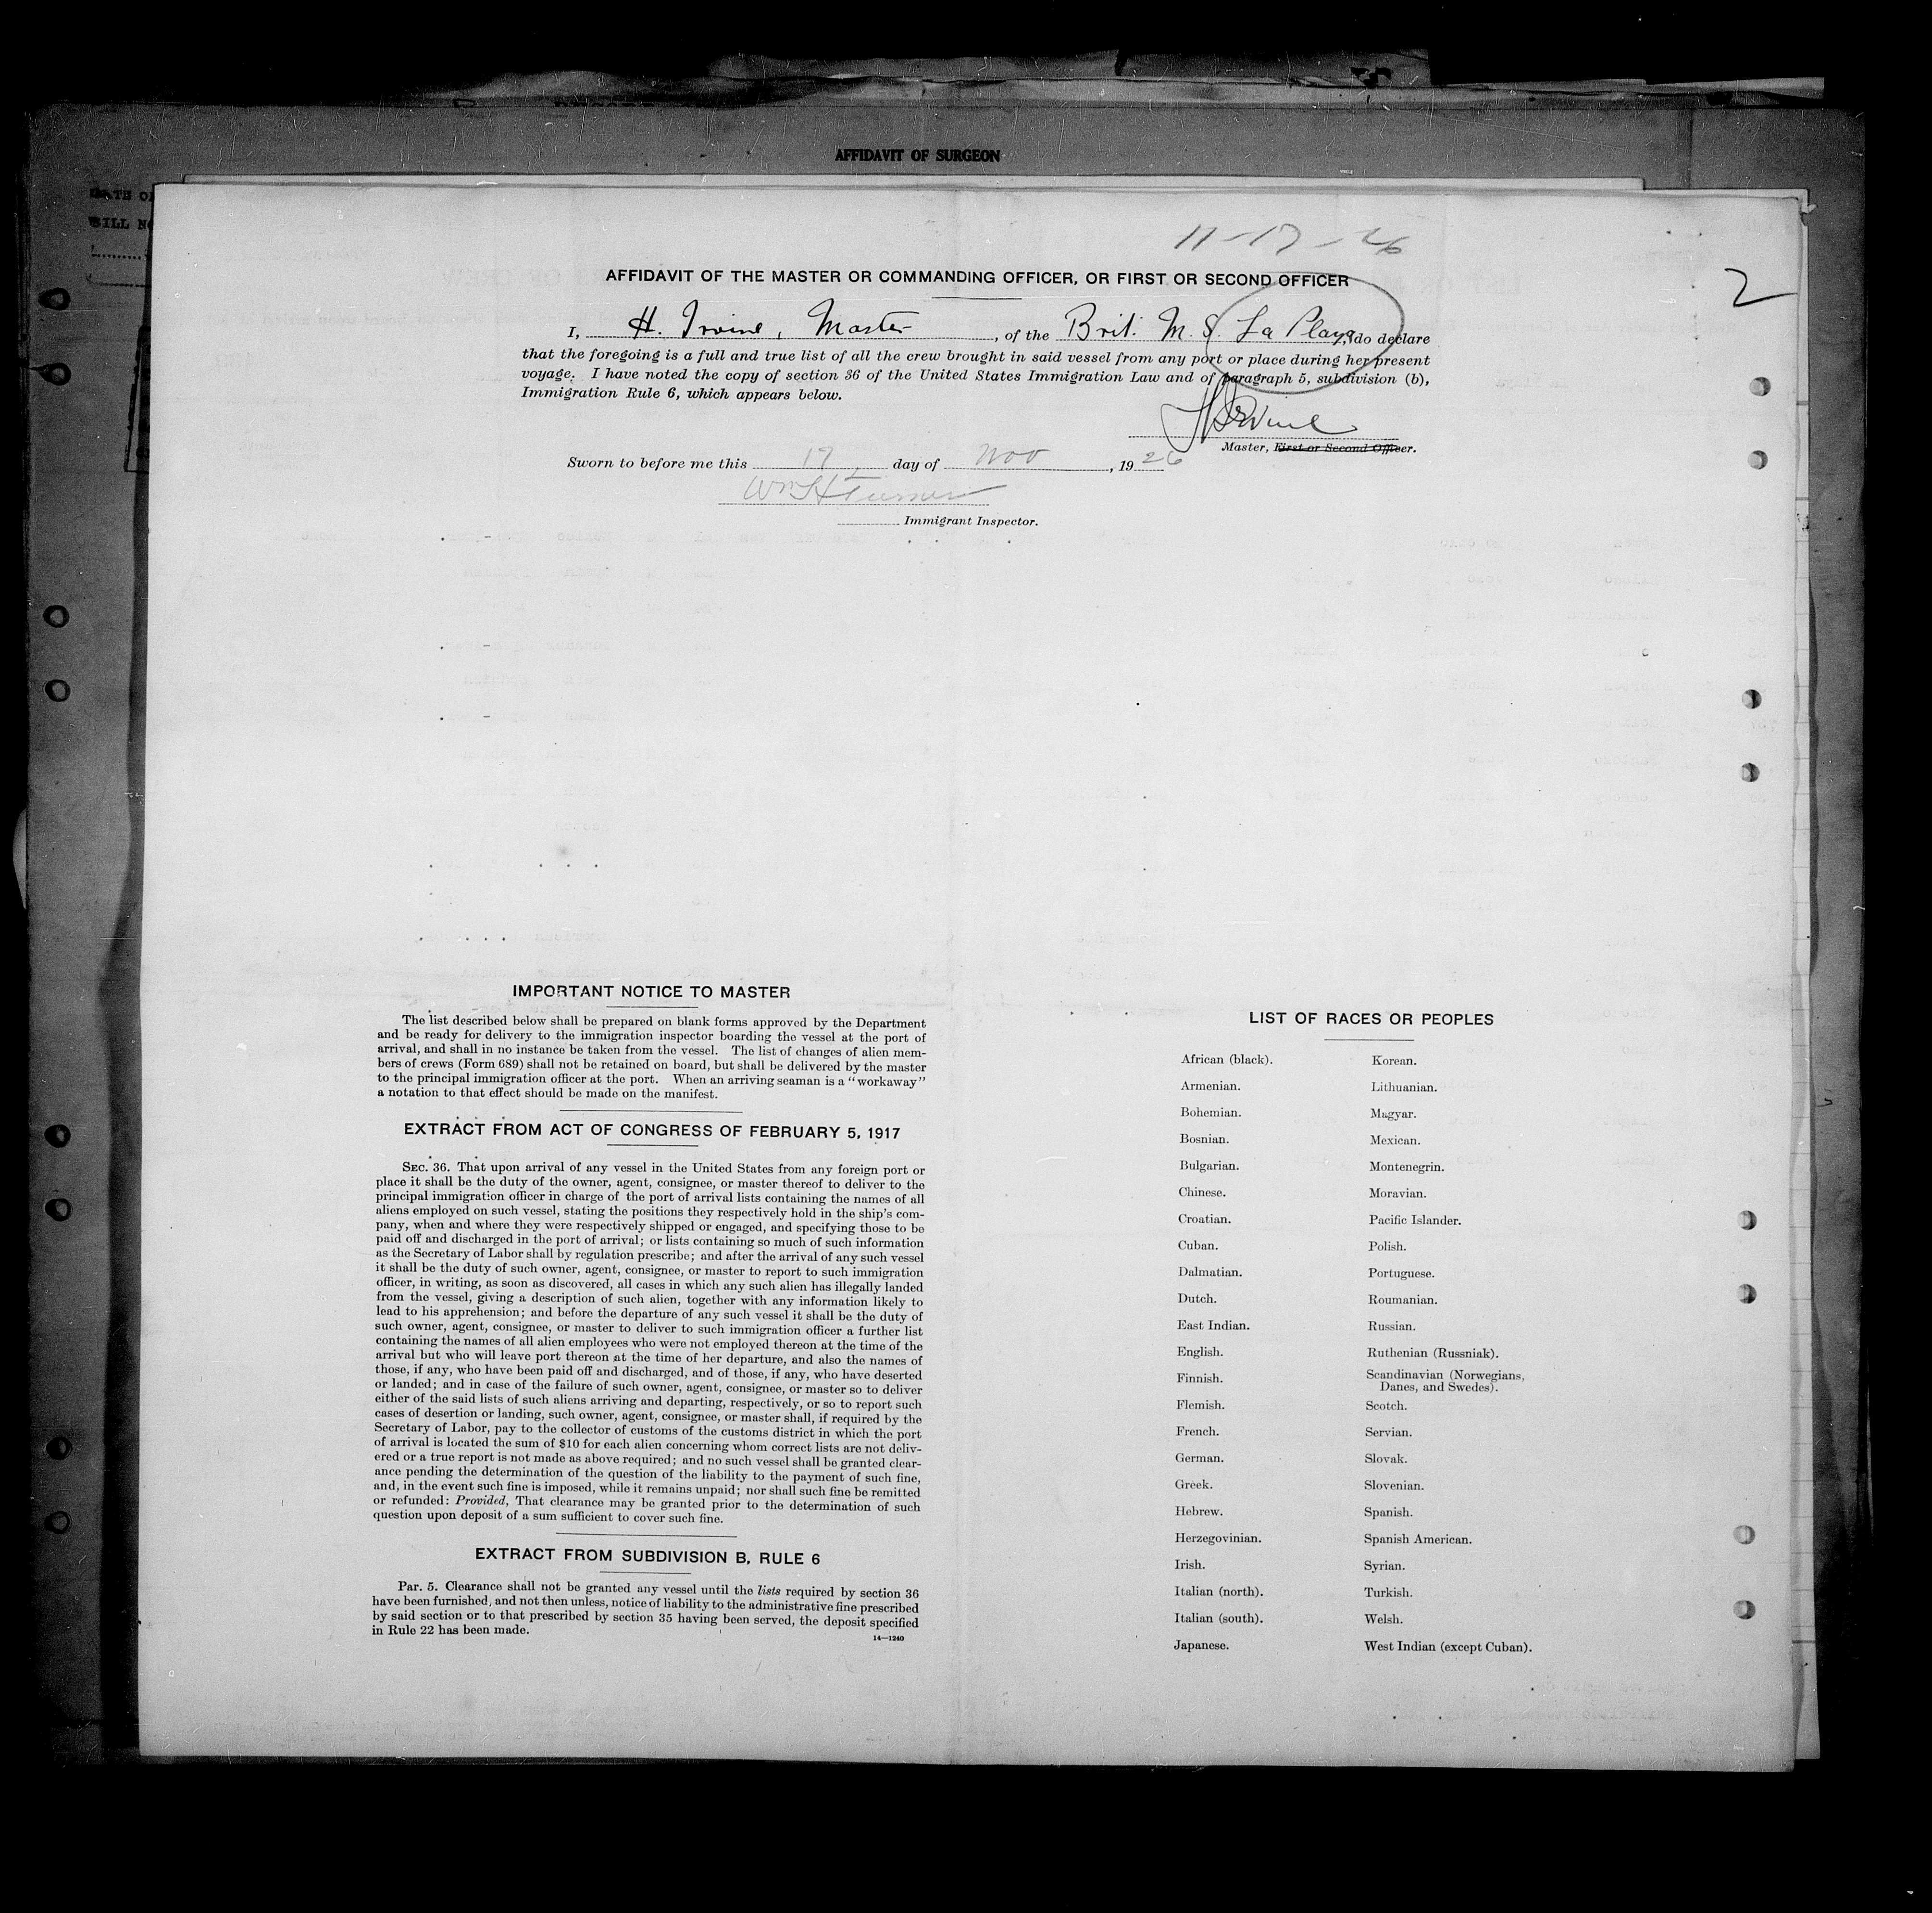 AFFIDAVIT OF SURGEON
11-17-26
2
AFFIDAVIT OF THE MASTER OR COMMANDING OFFICER, OR FIRST OR SECOND OFFICER
I, H. Irvine, Master, of the Brit. M. S. La Playa, do declare
that the foregoing is a full and true list of all the crew brought in said vessel from any port or place during her present
voyage. I have noted the copy of section 36 of the United States Immigration Law and of paragraph 5, subdivision (b),
Immigration Rule 6, which appears below.
H Irvine
Master, First or Second Officer.
Sworn to before me this 17 day of Nov, 1926
Wm H Turner
Immigrant Inspector.
IMPORTANT NOTICE TO MASTER
The list described below shall be prepared on blank forms approved by the Department
and be ready for delivery to the immigration inspector boarding the vessel at the port of
arrival, and shall in no instance be taken from the vessel. The list of changes of alien mem-
bers of crews (Form 689) shall not be retained on board, but shall be delivered by the master
to the principal immigration officer at the port. When an arriving seaman is a "workaway"
a notation to that effect should be made on the manifest.
EXTRACT FROM ACT OF CONGRESS OF FEBRUARY 5, 1917
SEC. 36. That upon arrival of any vessel in the United States from any foreign port or
place it shall be the duty of the owner, agent, consignee, or master thereof to deliver to the
principal immigration officer in charge of the port of arrival lists containing the names of all
aliens employed on such vessel, stating the positions they respectively hold in the ship's com-
pany, when and where they were respectively shipped or engaged, and specifying those to be
paid off and discharged in the port of arrival; or lists containing so much of such information
as the Secretary of Labor shall by regulation prescribe; and after the arrival of any such vessel
it shall be the duty of such owner, agent, consignee, or master to report to such immigration
officer, in writing, as soon as discovered, all cases in which any such alien has illegally landed
from the vessel, giving a description of such alien, together with any information likely to
lead to his apprehension; and before the departure of any such vessel it shall be the duty of
such owner, agent, consignee, or master to deliver to such immigration officer a further list
containing the names of all alien employees who were not employed thereon at the time of the
arrival but who will leave port thereon at the time of her departure, and also the names of
those, if any, who have been paid off and discharged, and of those, if any, who have deserted
or landed; and in case of the failure of such owner, agent, consignee, or master so to deliver
either of the said lists of such aliens arriving and departing, respectively, or so to report such
cases of desertion or landing, such owner, agent, consignee, or master shall, if required by the
Secretary of Labor, pay to the collector of customs of the customs district in which the port
of arrival is located the sum of $10 for each alien concerning whom correct lists are not deliv-
ered or a true report is not made as above required; and no such vessel shall be granted clear-
ance pending the determination of the question of the liability to the payment of such fine,
and, in the event such fine is imposed, while it remains unpaid; nor shall such fine be remitted
or refunded: Provided, That clearance may be granted prior to the determination of such
question upon deposit of a sum sufficient to cover such fine.
EXTRACT FROM SUBDIVISION B, RULE 6
Par. 5. Clearance shall not be granted any vessel until the lists required by section 36
have been furnished, and not then unless, notice of liability to the administrative fine prescribed
by said section or to that prescribed by section 35 having been served, the deposit specified
in Rule 22 has been made.
14—1240
LIST OF RACES OR PEOPLES
African (black). Korean.
Armenian. Lithuanian.
Bohemian. Magyar.
Bosnian. Mexican.
Bulgarian. Montenegrin.
Chinese. Moravian.
Croatian. Pacific Islander.
Cuban. Polish.
Dalmatian. Portuguese.
Dutch. Roumanian.
East Indian. Russian.
English. Ruthenian (Russniak).
Finnish. Scandinavian (Norwegians,
Danes, and Swedes).
Flemish. Scotch.
French. Servian.
German. Slovak.
Greek. Slovenian.
Hebrew. Spanish.
Herzegovinian. Spanish American.
Irish. Syrian.
Italian (north). Turkish.
Italian (south). Welsh.
Japanese. West Indian (except Cuban).